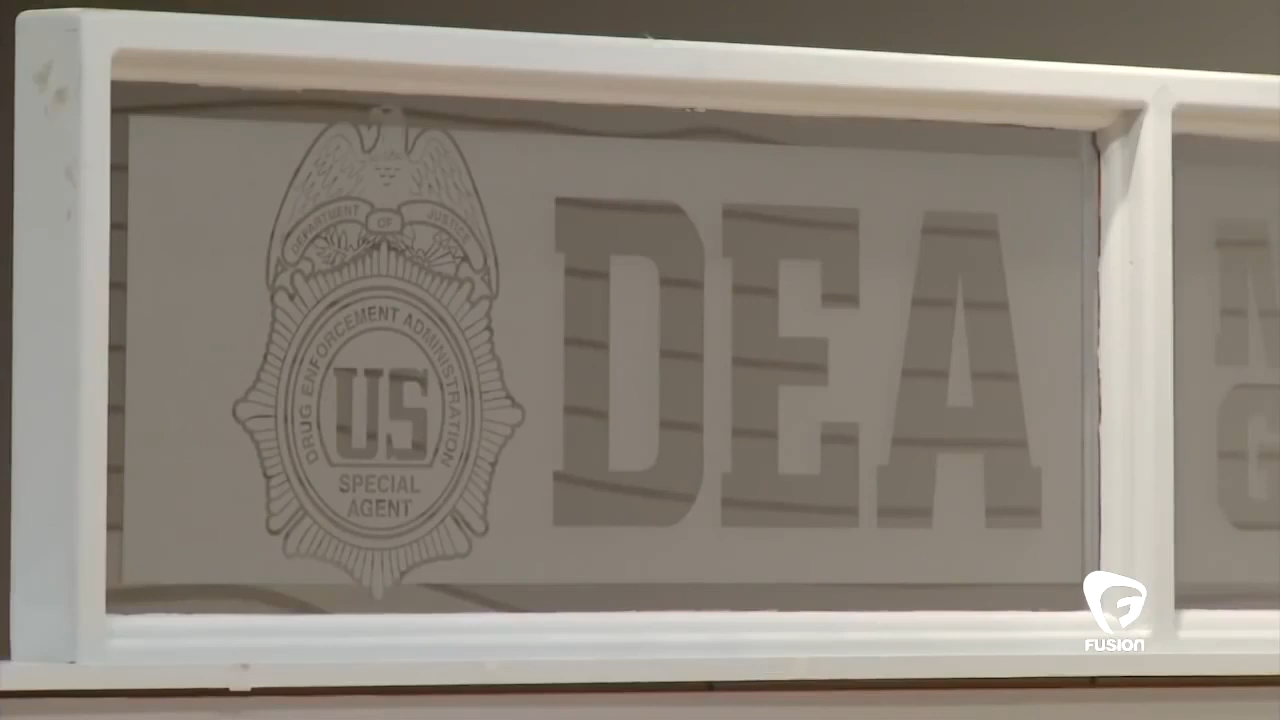 DEPARTMENT OF JUSTICE
DRUG ENFORCEMENT ADMINISTRATION
US
SPECIAL
AGENT
DEA
FUSION